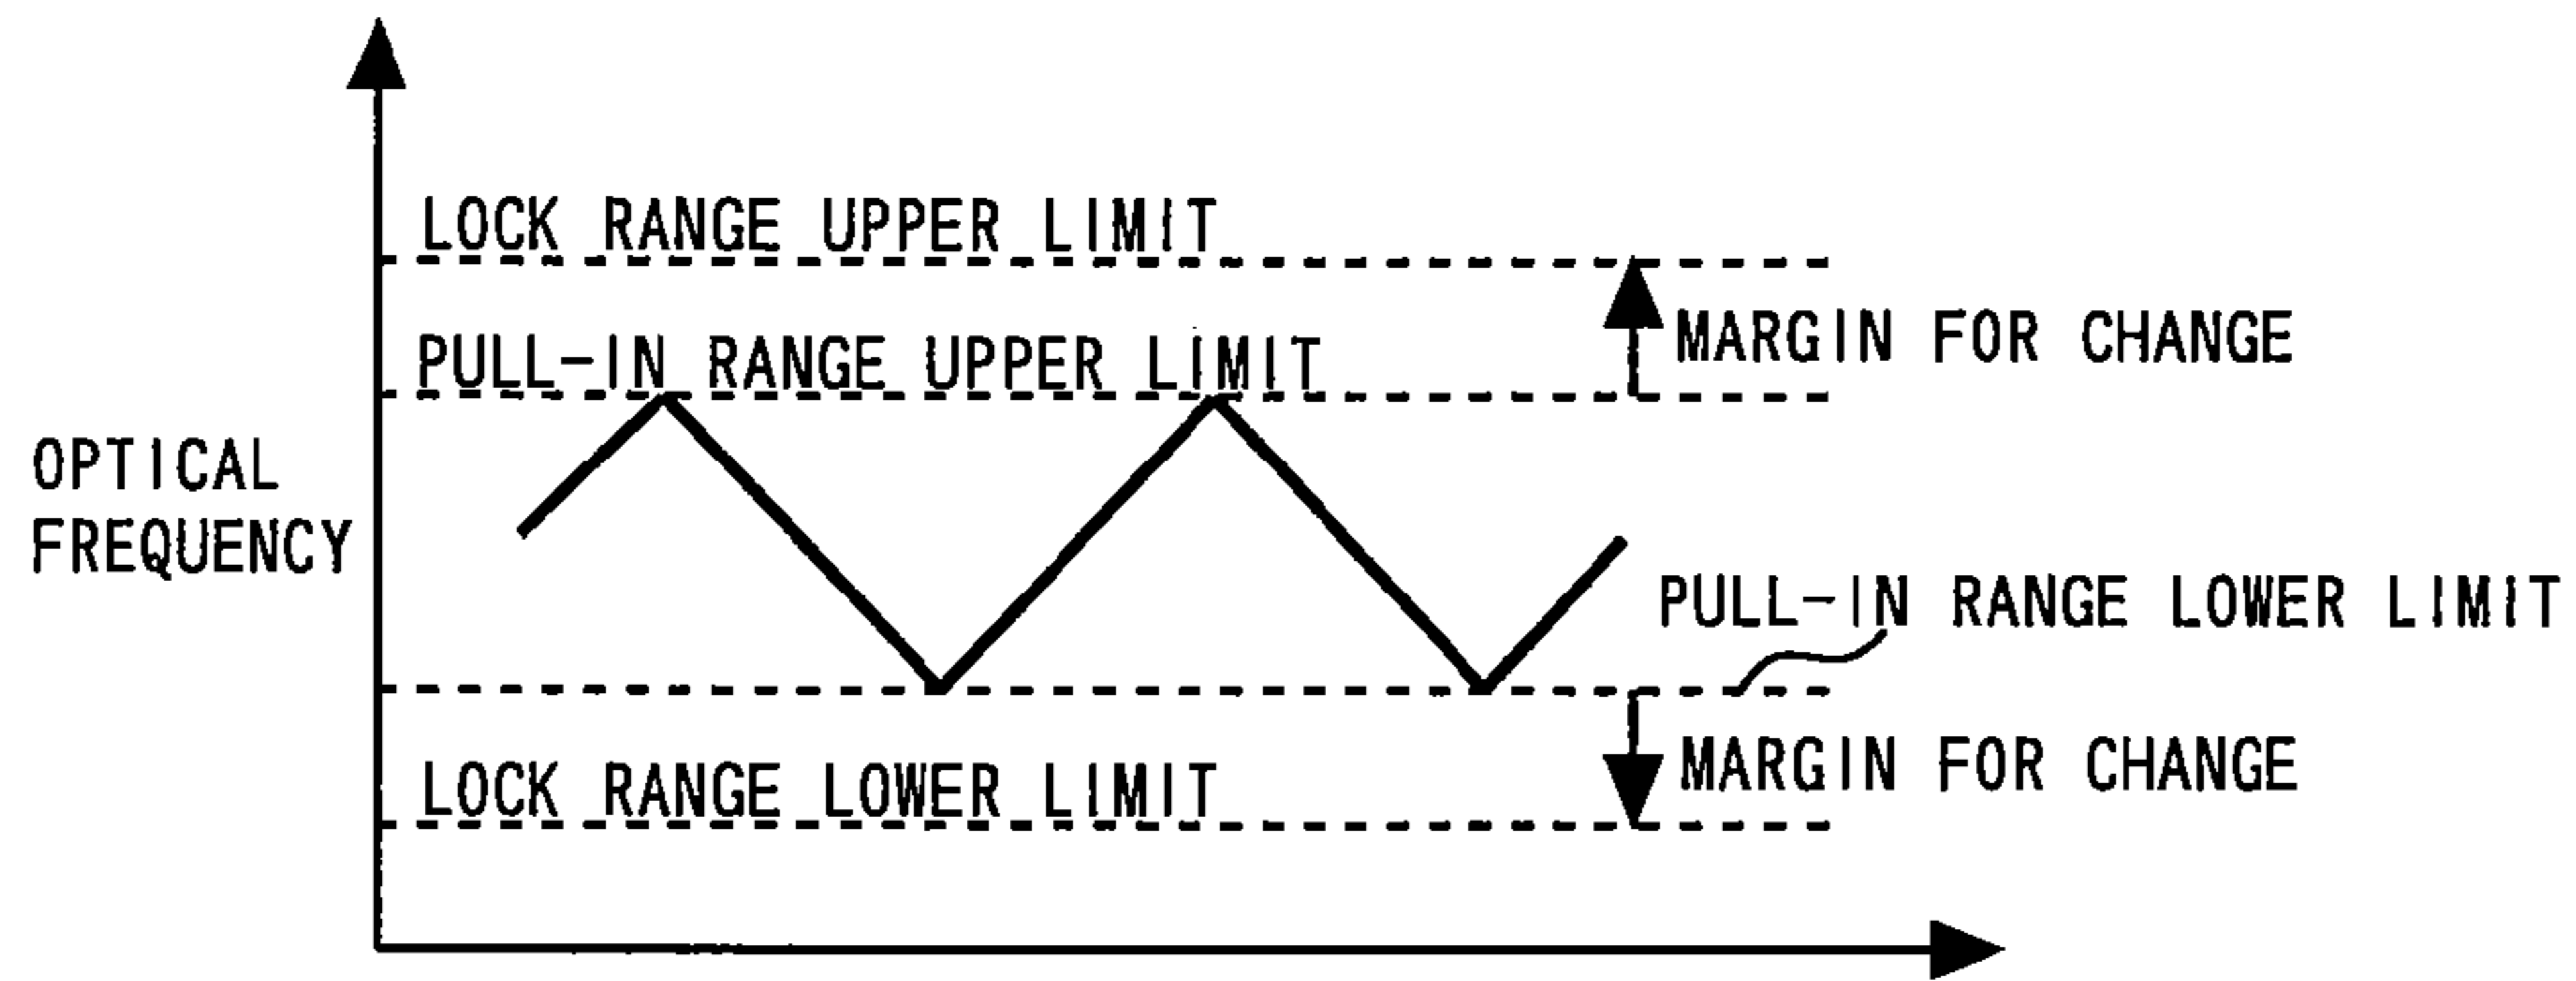 LOCK RANGE UPPER LIMIT
MARGIN FOR CHANGE
PULL-IN RANGE UPPER LIMIT
OPTICAL
FREQUENCY
PULL-IN RANGE LOWER LIMIT
MARGIN FOR CHANGE
LOCK RANGE LOWER LIMIT